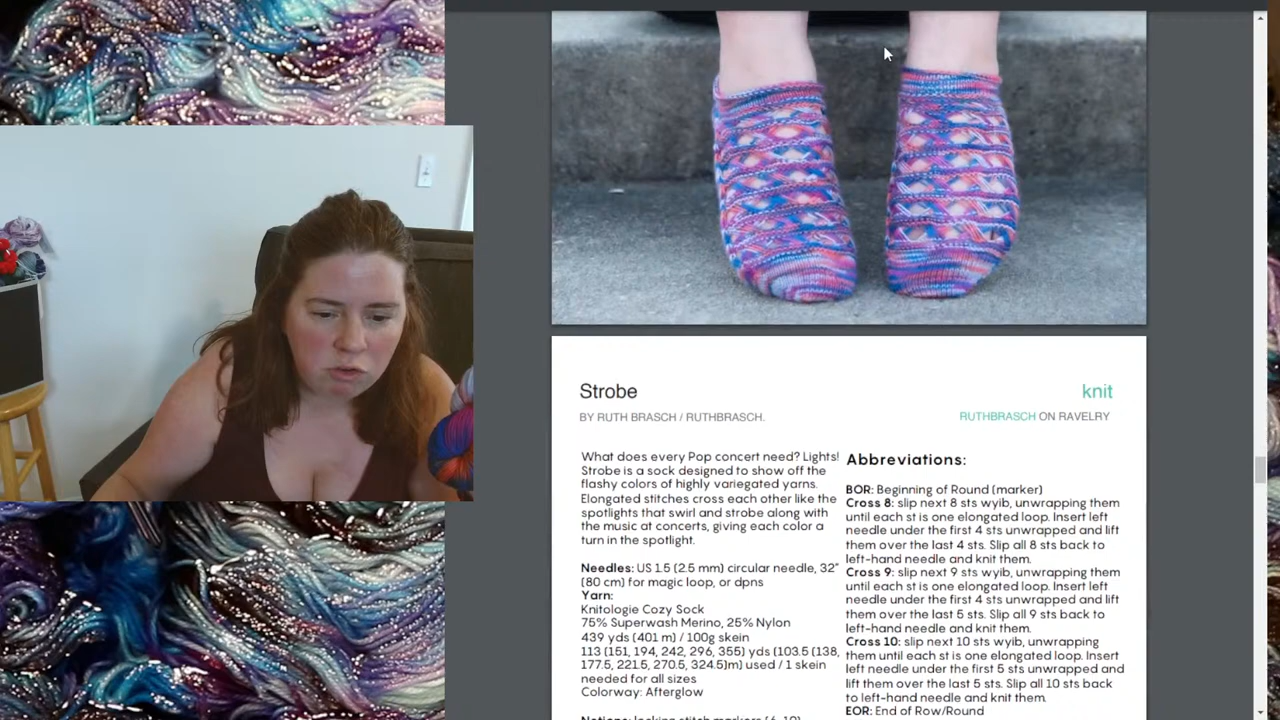 Strobe
knit
BY RUTH BRASCH / RUTHBRASCH.
RUTHBRASCH ON RAVELRY
What does every Pop concert need? Lights!
Strobe is a sock designed to show off the
flashy colors of highly variegated yarns.
Elongated stitches cross each other like the
spotlights that swirl and strobe along with
the music at concerts, giving each color a
turn in the spotlight.
Needles: US 1.5 (2.5 mm) circular needle, 32"
(80 cm) for magic loop, or dpns
Yarn:
Knitologie Cozy Sock
75% Superwash Merino, 25% Nylon
439 yds (401 m) / 100g skein
113 (151, 194, 242, 296, 355) yds (103.5 (138,
177.5, 221.5, 270.5, 324.5)m) used / 1 skein
needed for all sizes
Colorway: Afterglow
Notions: locking stitch markers (6-10)
Abbreviations:
BOR: Beginning of Round (marker)
Cross 8: slip next 8 sts wyib, unwrapping them
until each st is one elongated loop. Insert left
needle under the first 4 sts unwrapped and lift
them over the last 4 sts. Slip all 8 sts back to
left-hand needle and knit them.
Cross 9: slip next 9 sts wyib, unwrapping them
until each st is one elongated loop. Insert left
needle under the first 4 sts unwrapped and lift
them over the last 5 sts. Slip all 9 sts back to
left-hand needle and knit them.
Cross 10: slip next 10 sts wyib, unwrapping
them until each st is one elongated loop. Insert
left needle under the first 5 sts unwrapped and
lift them over the last 5 sts. Slip all 10 sts back
to left-hand needle and knit them.
EOR: End of Row/Round